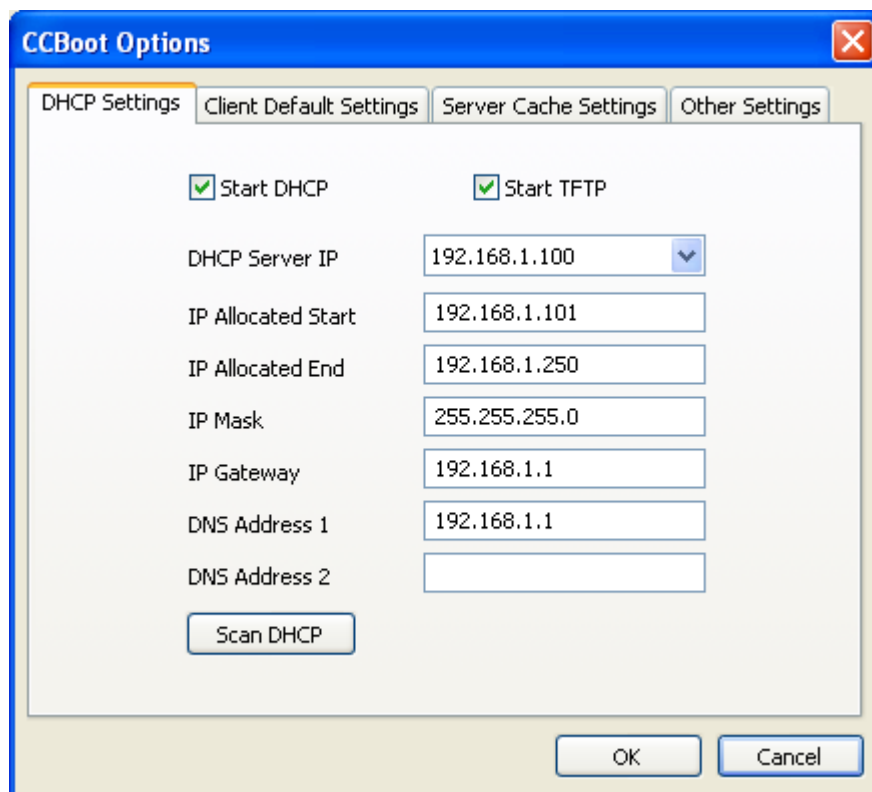 CCBoot Options
DHCP Settings Client Default Settings Server Cache Settings Other Settings
Start DHCP Start TFTP
DHCP Server IP 192.168.1.100
IP Allocated Start 192.168.1.101
IP Allocated End 192.168.1.250
IP Mask 255.255.255.0
IP Gateway 192.168.1.1
DNS Address 1 192.168.1.1
DNS Address 2
Scan DHCP
OK Cancel